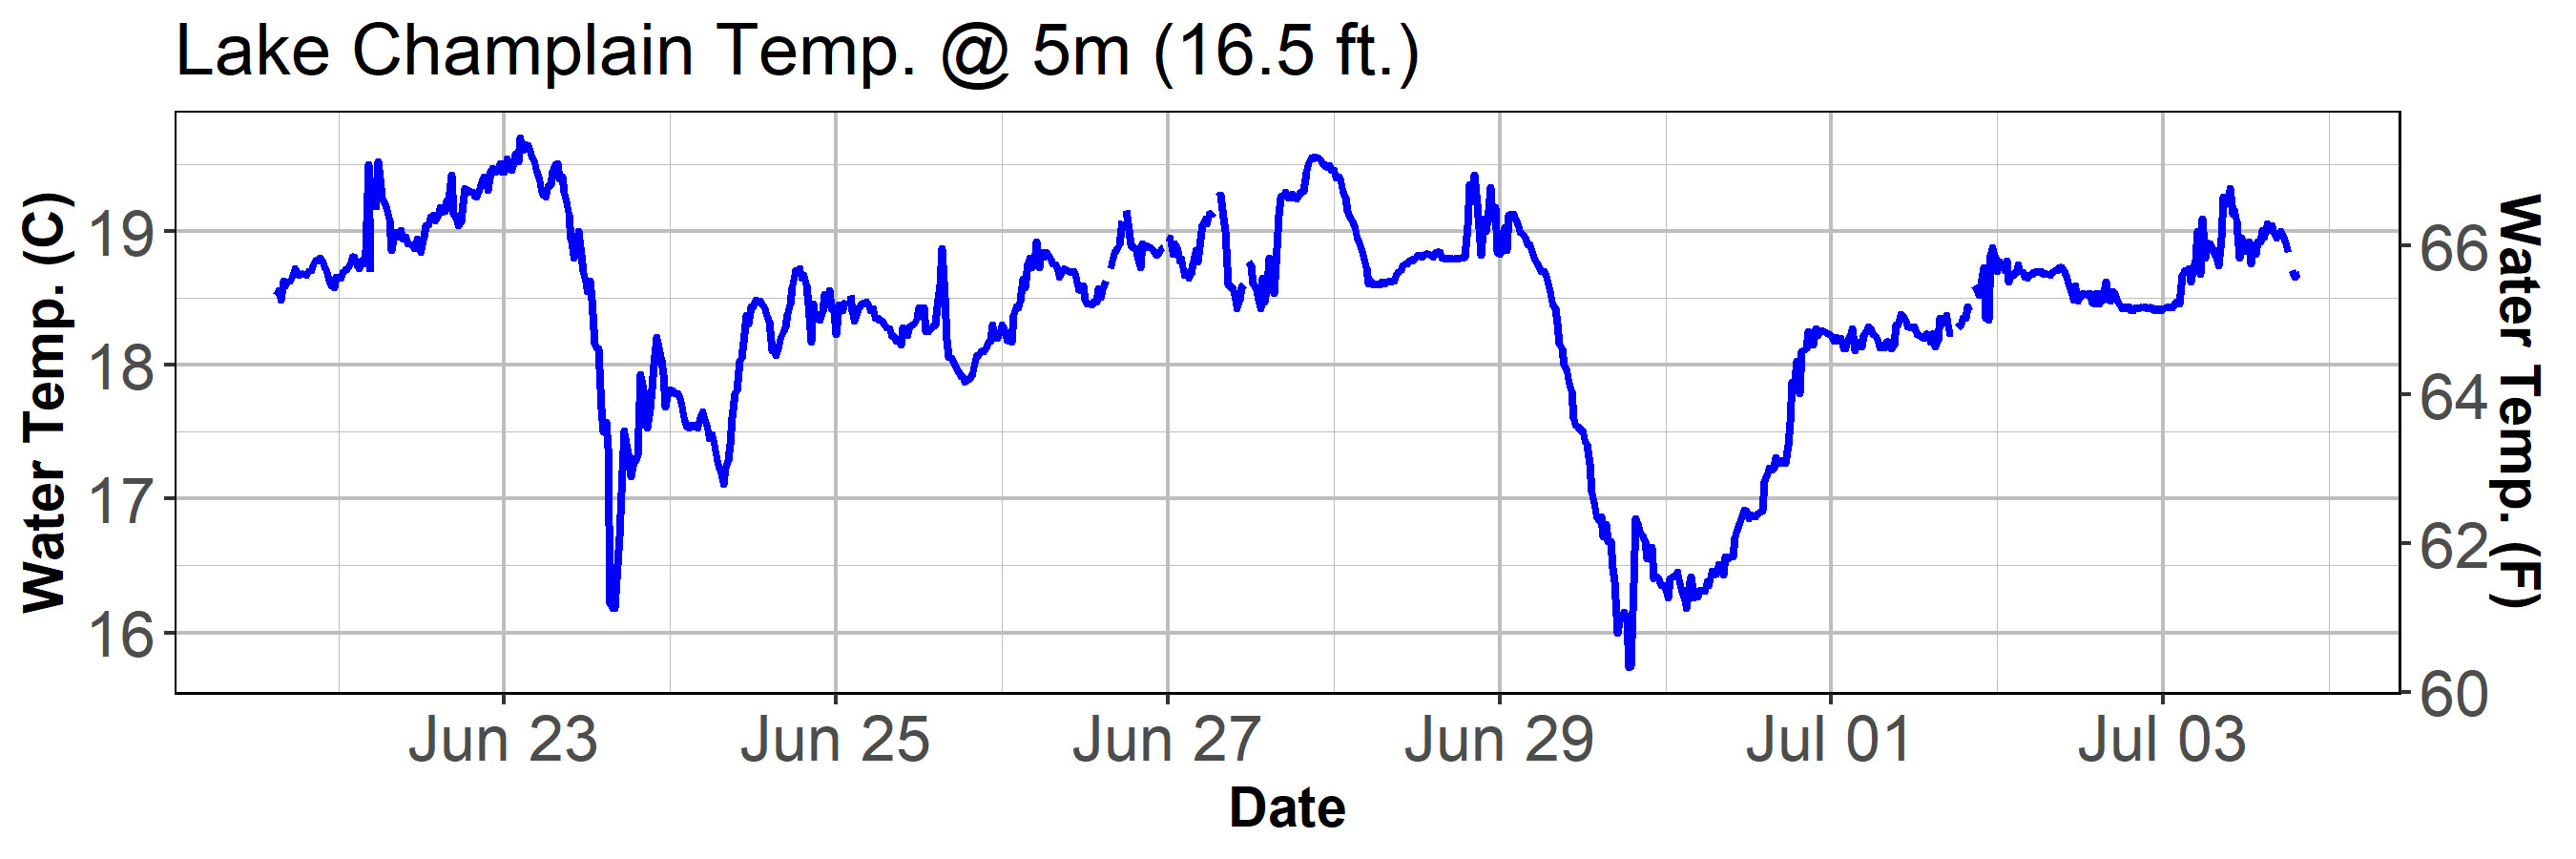 Lake Champlain Temp. @ 5m (16.5 ft.)
Water Temp. (C)
19
18
17
16
66
64
62
60
Water Temp. (F)
Jun 23
Jun 25
Jun 27
Jun 29
Jul 01
Jul 03
Date